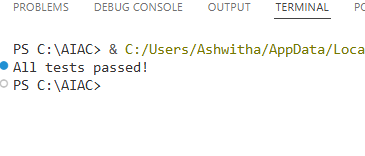 PROBLEMS DEBUG CONSOLE OUTPUT TERMINAL
PS C:\AIAC> & C:/Users/Ashwitha/AppData/Loca
All tests passed!
PS C:\AIAC>